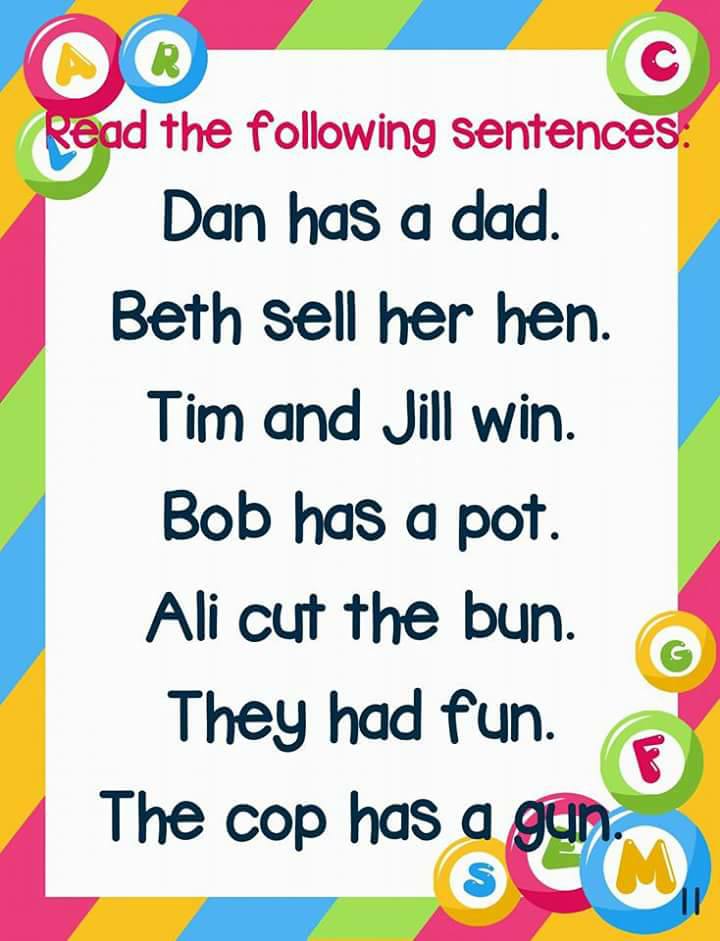 A R C
L
Read the following sentences:
Dan has a dad.
Beth sell her hen.
Tim and Jill win.
Bob has a pot.
Ali cut the bun.
They had fun.
The cop has a gun.
G
F
S E M
11